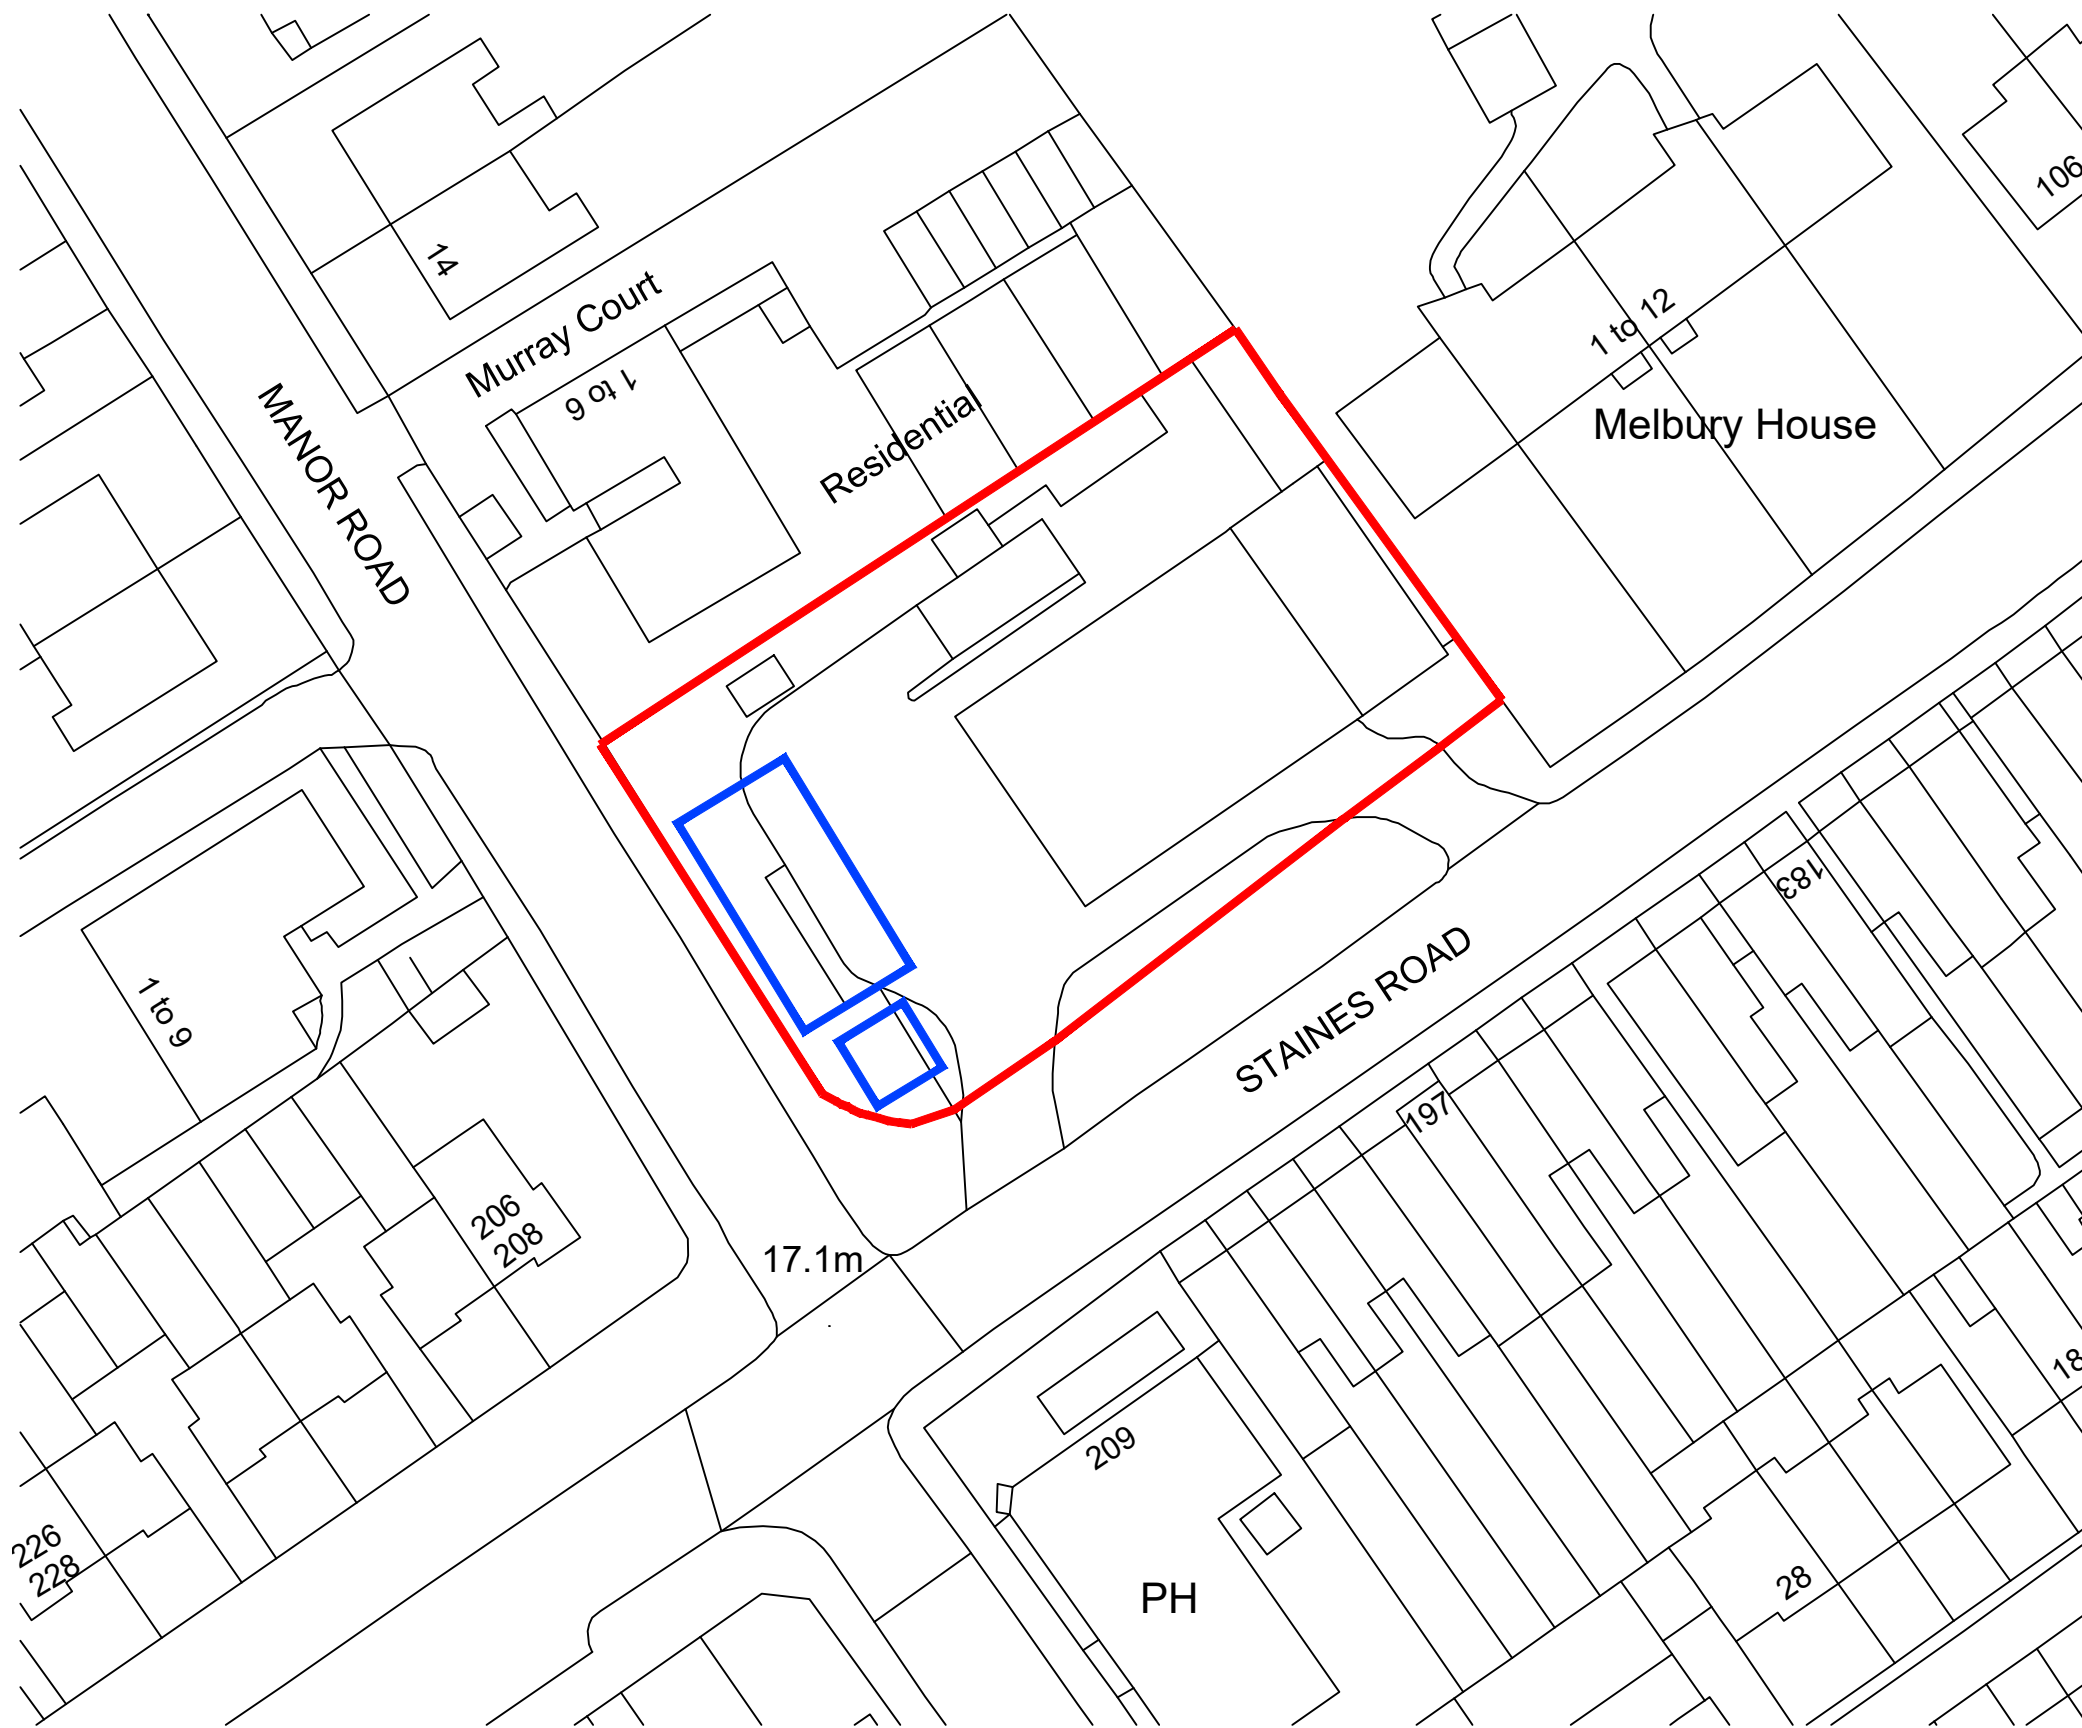 106
14
Murray Court
1 to 12
1 to 6
MANOR ROAD
Residential
Melbury House
183
STAINES ROAD
1 to 9
197
206
208
17.1m
18
209
226
228
28
PH